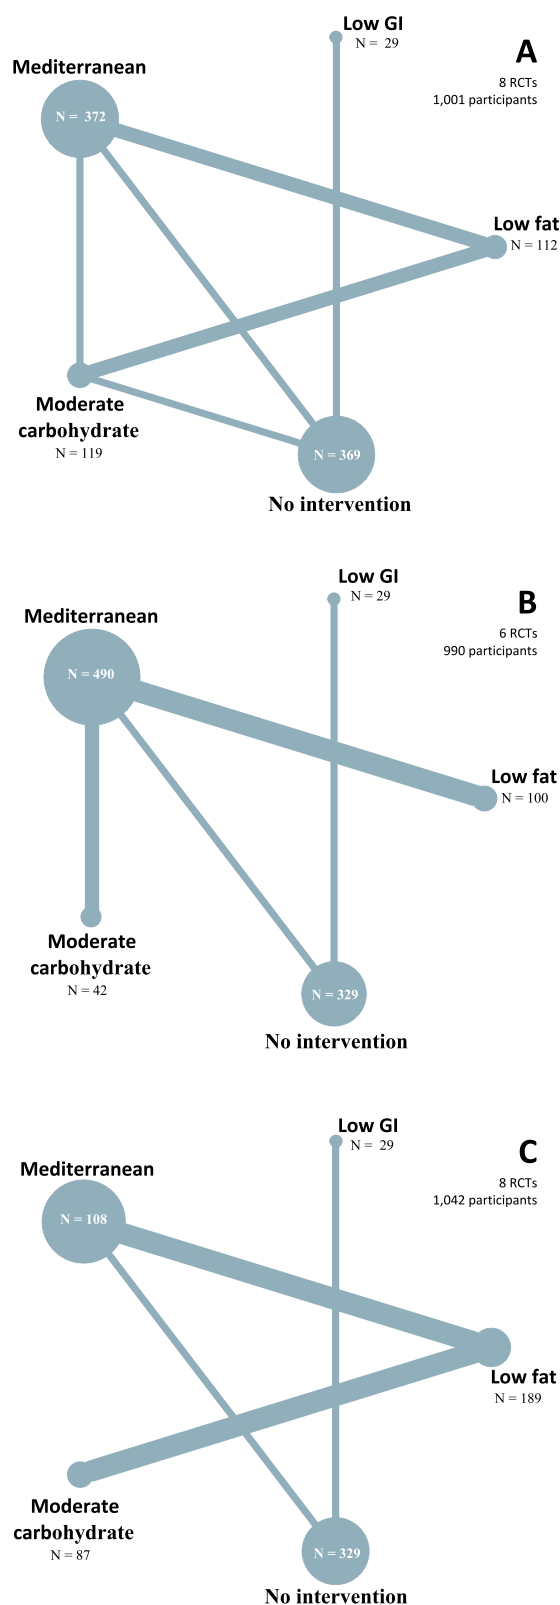 Low GI
N = 29
A
8 RCTs
1,001 participants
Mediterranean
N = 372
Low fat
N = 112
Moderate
carbohydrate
N = 119
N = 369
No intervention
Low GI
N = 29
B
6 RCTs
990 participants
Mediterranean
N = 490
Low fat
N = 100
Moderate
carbohydrate
N = 42
N = 329
No intervention
Low GI
N = 29
C
8 RCTs
1,042 participants
Mediterranean
N = 108
Low fat
N = 189
Moderate
carbohydrate
N = 87
N = 329
No intervention